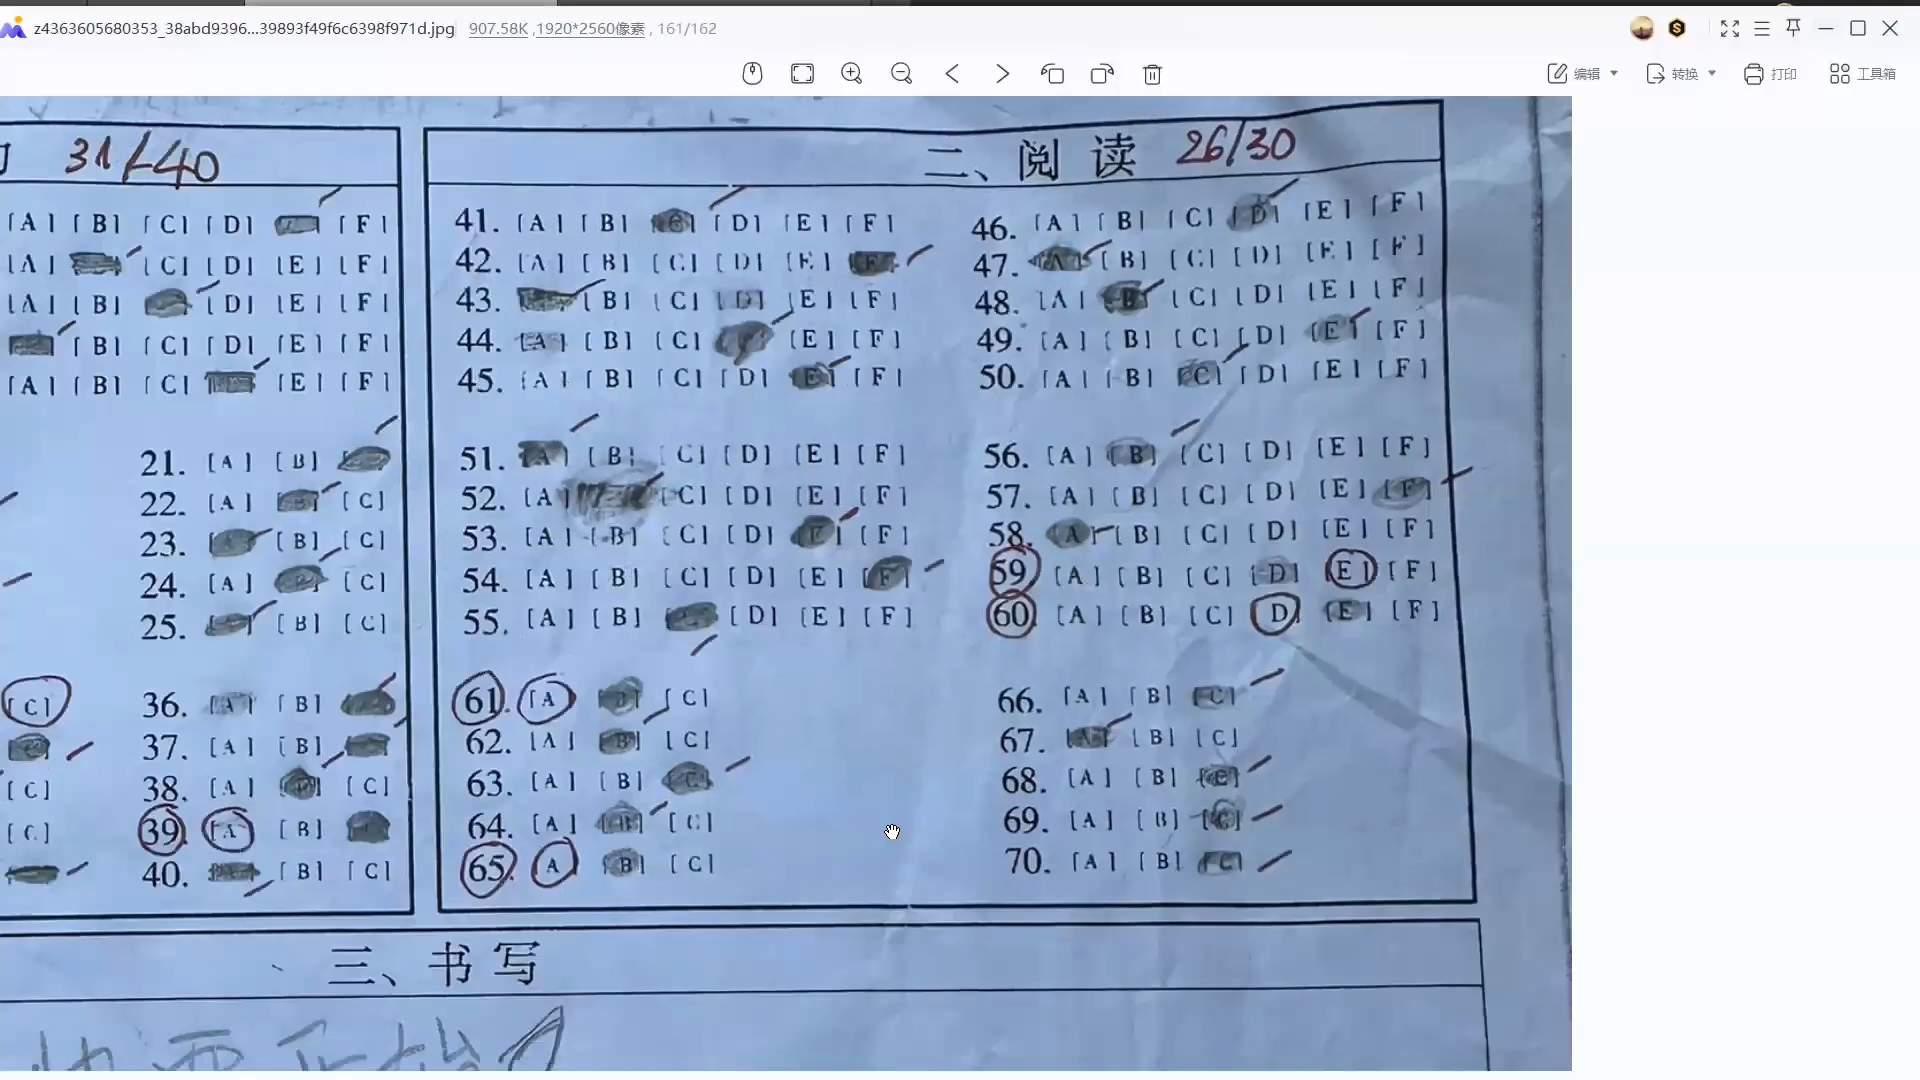 z4363605680353_38abd9396...39893f49f6c6398f971d.jpg 907.58K ,1920*2560像素 , 161/162
编辑 转换 打印 工具箱
31/40
[A] [B] [C] [D] [F]
[A] [C] [D] [E] [F]
[A] [B] [D] [E] [F]
[B] [C] [D] [E] [F]
[A] [B] [C] [E] [F]
21. [A] [B]
22. [A] [B] [C]
23. [A] [B] [C]
24. [A] [B] [C]
25. [B] [C]
[C] 36. [A] [B]
37. [A] [B]
[C] 38. [A] [B] [C]
[C] 39. [A] [B]
40. [B] [C]
二、阅 读 26/30
41. [A] [B] [C] [D] [E] [F] 46. [A] [B] [C] [D] [E] [F]
42. [A] [B] [C] [D] [E] [F] 47. [A] [B] [C] [D] [E] [F]
43. [B] [C] [D] [E] [F] 48. [A] [B] [C] [D] [E] [F]
44. [A] [B] [C] [E] [F] 49. [A] [B] [C] [D] [E] [F]
45. [A] [B] [C] [D] [E] [F] 50. [A] [B] [C] [D] [E] [F]
51. [A] [B] [C] [D] [E] [F] 56. [A] [B] [C] [D] [E] [F]
52. [A] [C] [D] [E] [F] 57. [A] [B] [C] [D] [E] [F]
53. [A] [B] [C] [D] [E] [F] 58. [A] [B] [C] [D] [E] [F]
54. [A] [B] [C] [D] [E] [F] 59 [A] [B] [C] [D] [E] [F]
55. [A] [B] [D] [E] [F] 60 [A] [B] [C] [D] [E] [F]
61. [A] [B] [C] 66. [A] [B] [C]
62. [A] [B] [C] 67. [A] [B] [C]
63. [A] [B] [C] 68. [A] [B] [C]
64. [A] [B] [C] 69. [A] [B] [C]
65. [A] [B] [C] 70. [A] [B] [C]
三、书 写